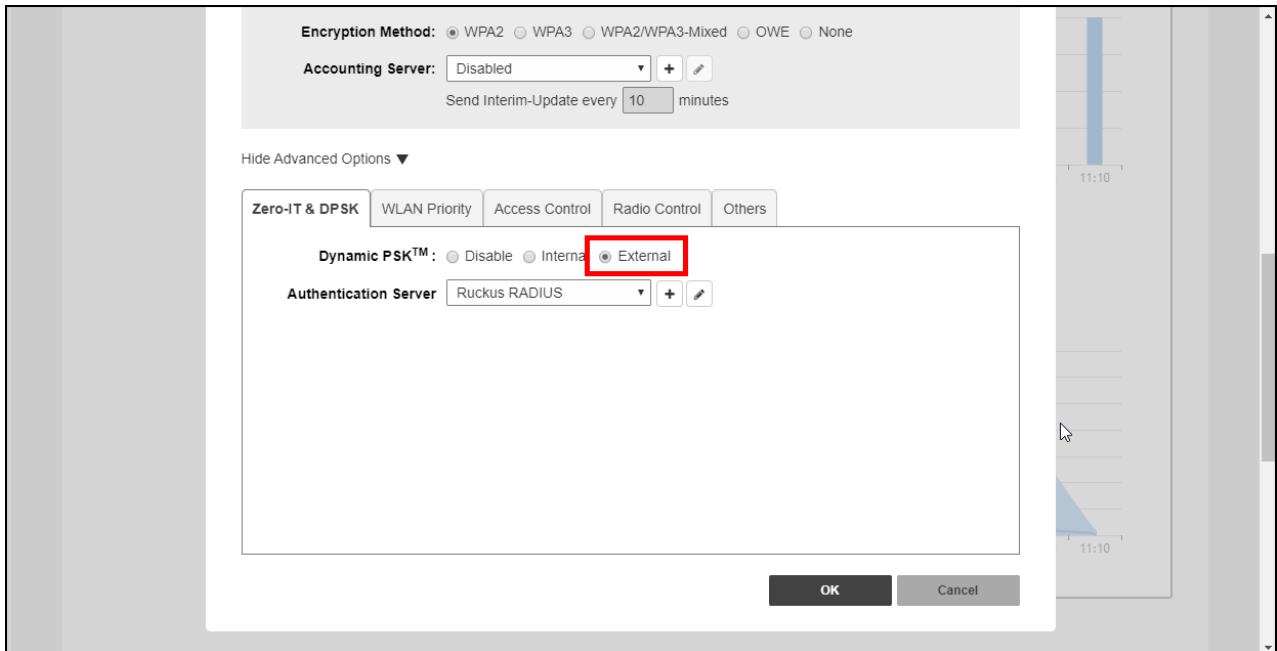 Encryption Method: WPA2 WPA3 WPA2/WPA3-Mixed OWE None
Accounting Server: Disabled
Send Interim-Update every 10 minutes
11:10
Hide Advanced Options ▼
Zero-IT & DPSK WLAN Priority Access Control Radio Control Others
Dynamic PSK™ : Disable Interna External
Authentication Server Ruckus RADIUS
11:10
OK Cancel